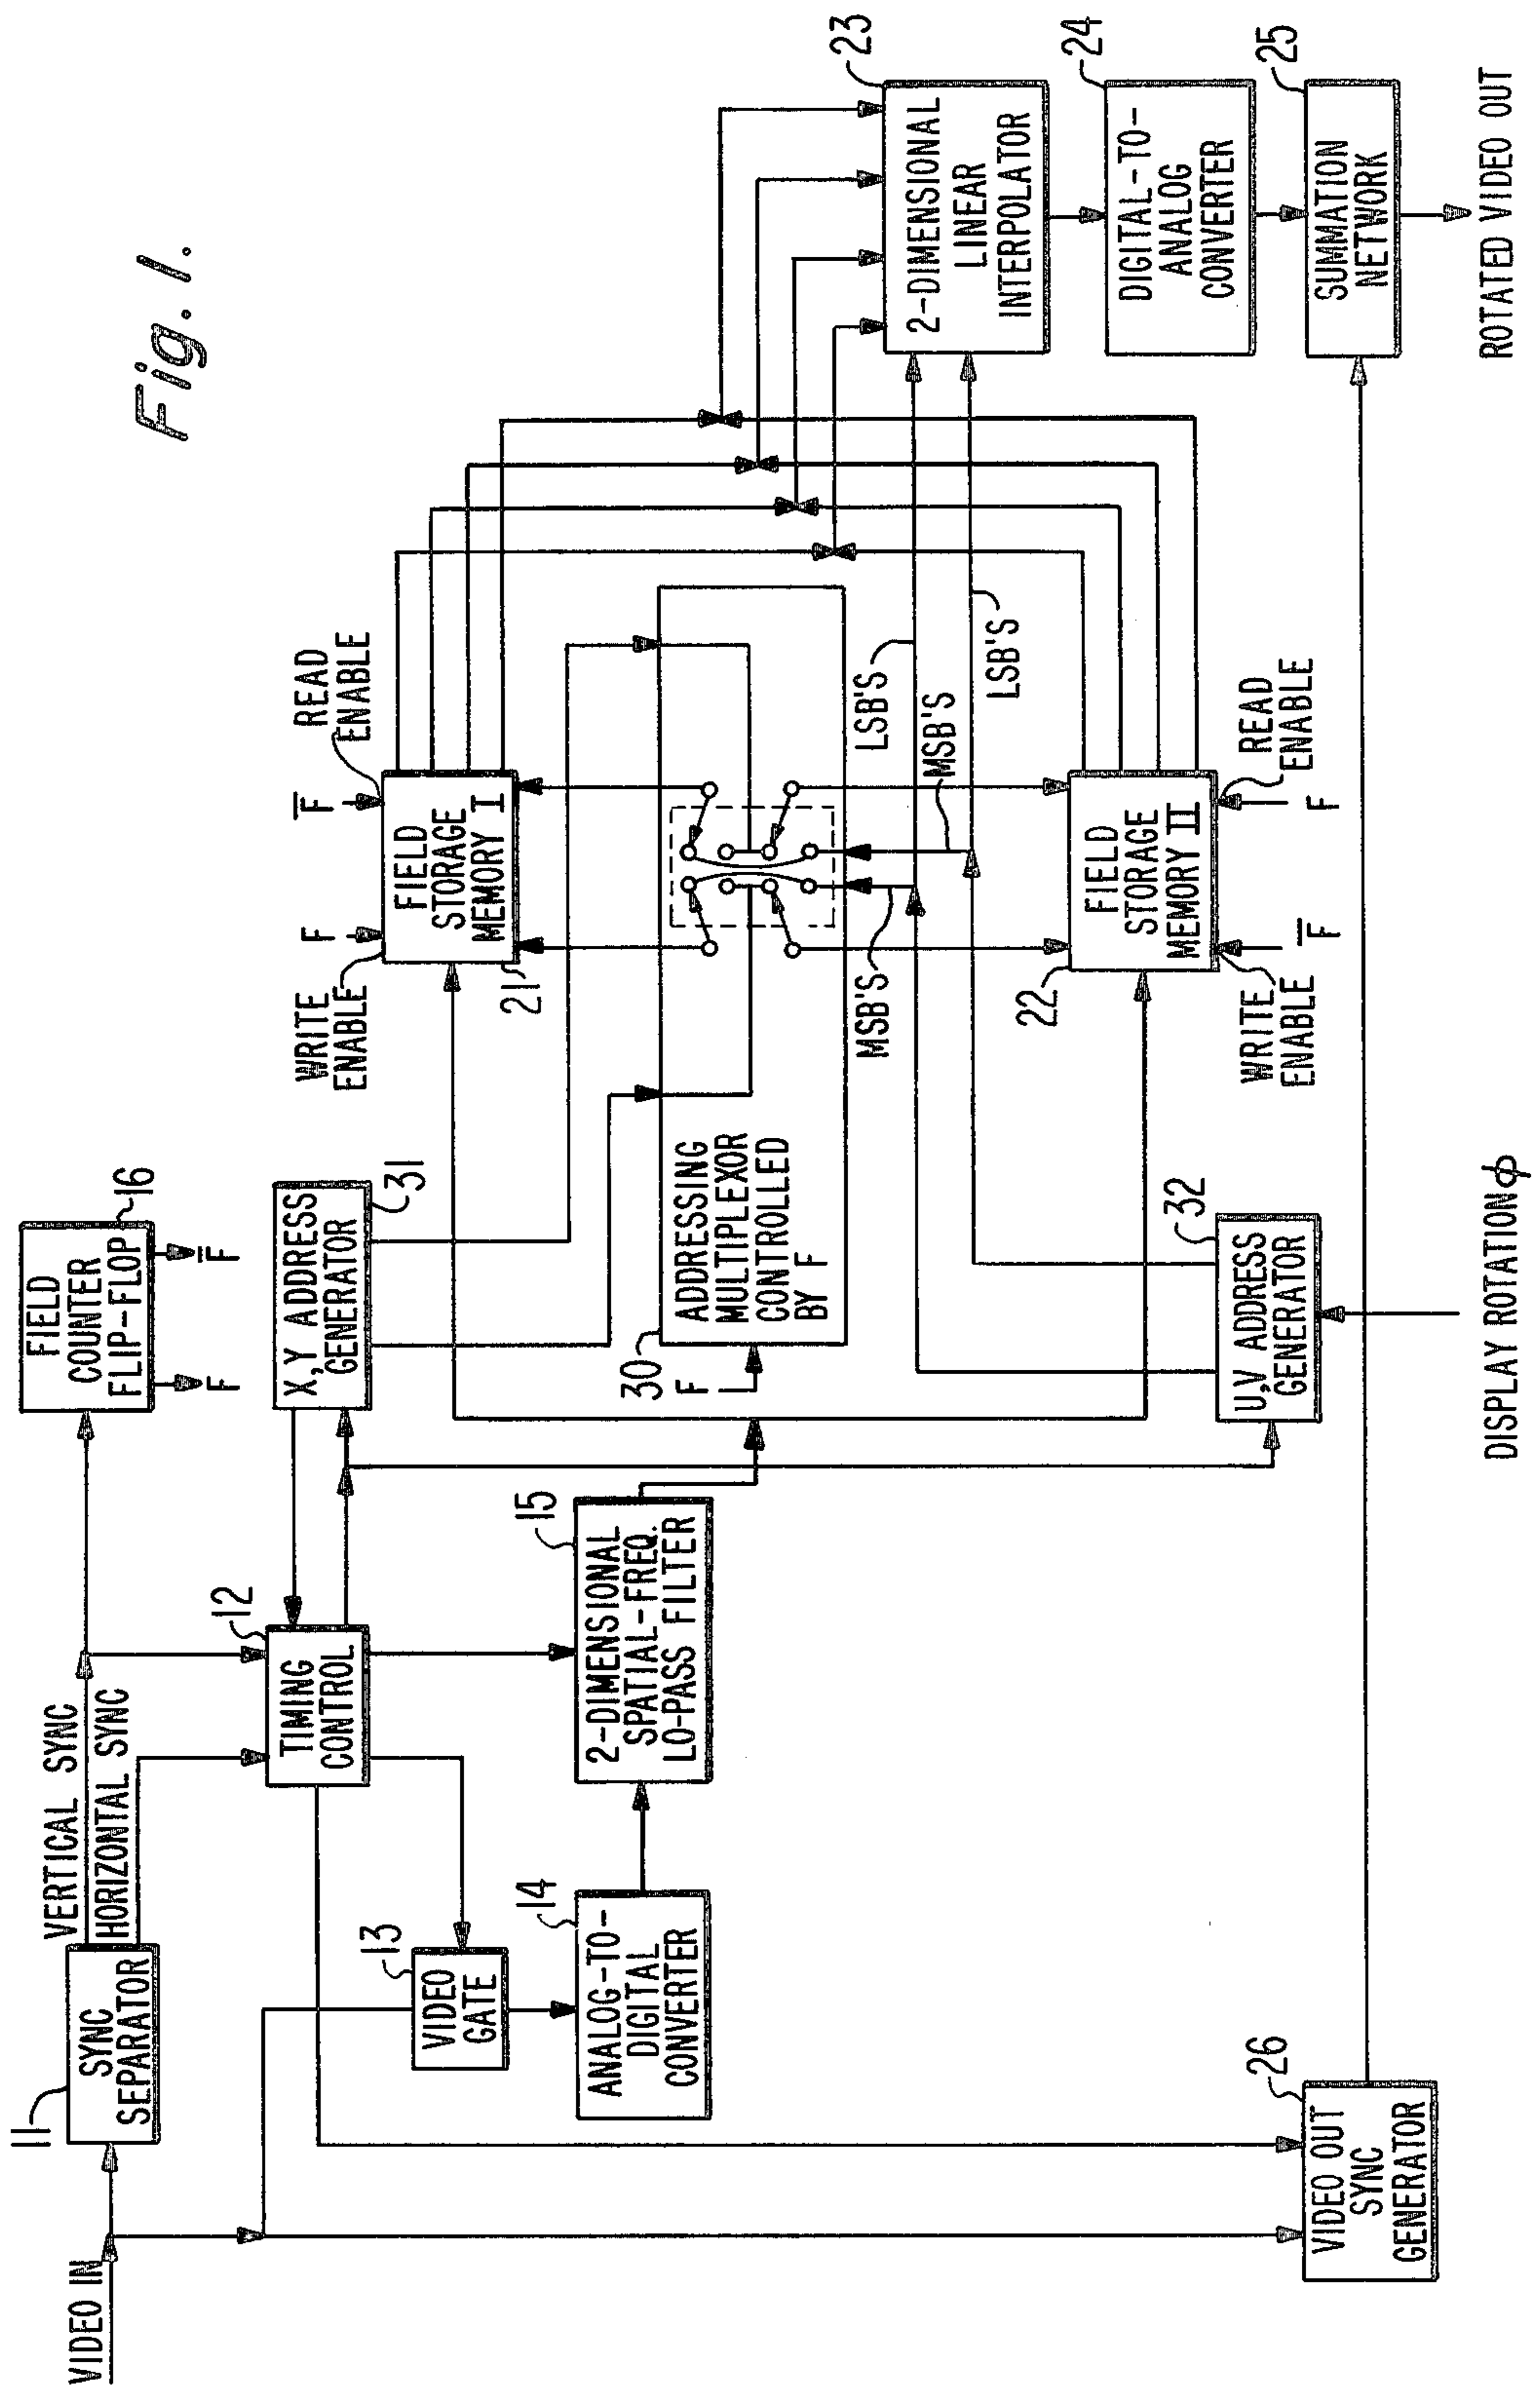 Fig. 1.
VIDEO IN
11
SYNC
SEPARATOR
VERTICAL SYNC
HORIZONTAL SYNC
FIELD
COUNTER
FLIP-FLOP
16
F
F̅
12
TIMING
CONTROL
X,Y ADDRESS
GENERATOR
31
13
VIDEO
GATE
14
ANALOG-TO-
DIGITAL
CONVERTER
15
2-DIMENSIONAL
SPATIAL-FREQ.
LO-PASS FILTER
WRITE
ENABLE
F
F̅
READ
ENABLE
FIELD
STORAGE
MEMORY I
21
30
F
ADDRESSING
MULTIPLEXOR
CONTROLLED
BY F
MSB'S
LSB'S
MSB'S
LSB'S
22
FIELD
STORAGE
MEMORY II
WRITE
ENABLE
F̅
F
READ
ENABLE
32
U,V ADDRESS
GENERATOR
DISPLAY ROTATION ϕ
23
2-DIMENSIONAL
LINEAR
INTERPOLATOR
24
DIGITAL-TO-
ANALOG
CONVERTER
25
SUMMATION
NETWORK
ROTATED VIDEO OUT
26
VIDEO OUT
SYNC
GENERATOR